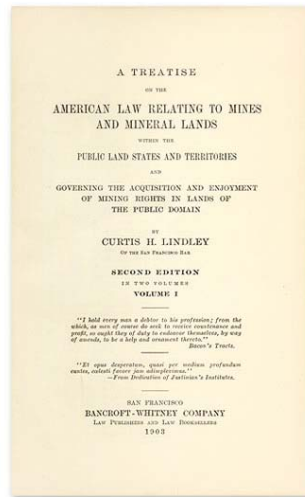 A TREATISE
ON THE
AMERICAN LAW RELATING TO MINES
AND MINERAL LANDS
WITHIN THE
PUBLIC LAND STATES AND TERRITORIES
AND
GOVERNING THE ACQUISITION AND ENJOYMENT
OF MINING RIGHTS IN LANDS OF
THE PUBLIC DOMAIN
BY
CURTIS H. LINDLEY
OF THE SAN FRANCISCO BAR
SECOND EDITION
IN TWO VOLUMES
VOLUME I
"I hold every man a debtor to his profession; from the
which, as men of course do seek to receive countenance and
profit, so ought they of duty to endeavor themselves, by way
of amends, to be a help and ornament thereto."
Bacon's Tracts.
"Et opus desperatum, quasi per medium profundum
euntes, cœlesti favore jam adimplevimus."
—From Dedication of Justinian's Institutes.
SAN FRANCISCO
BANCROFT-WHITNEY COMPANY
LAW PUBLISHERS AND LAW BOOKSELLERS
1903